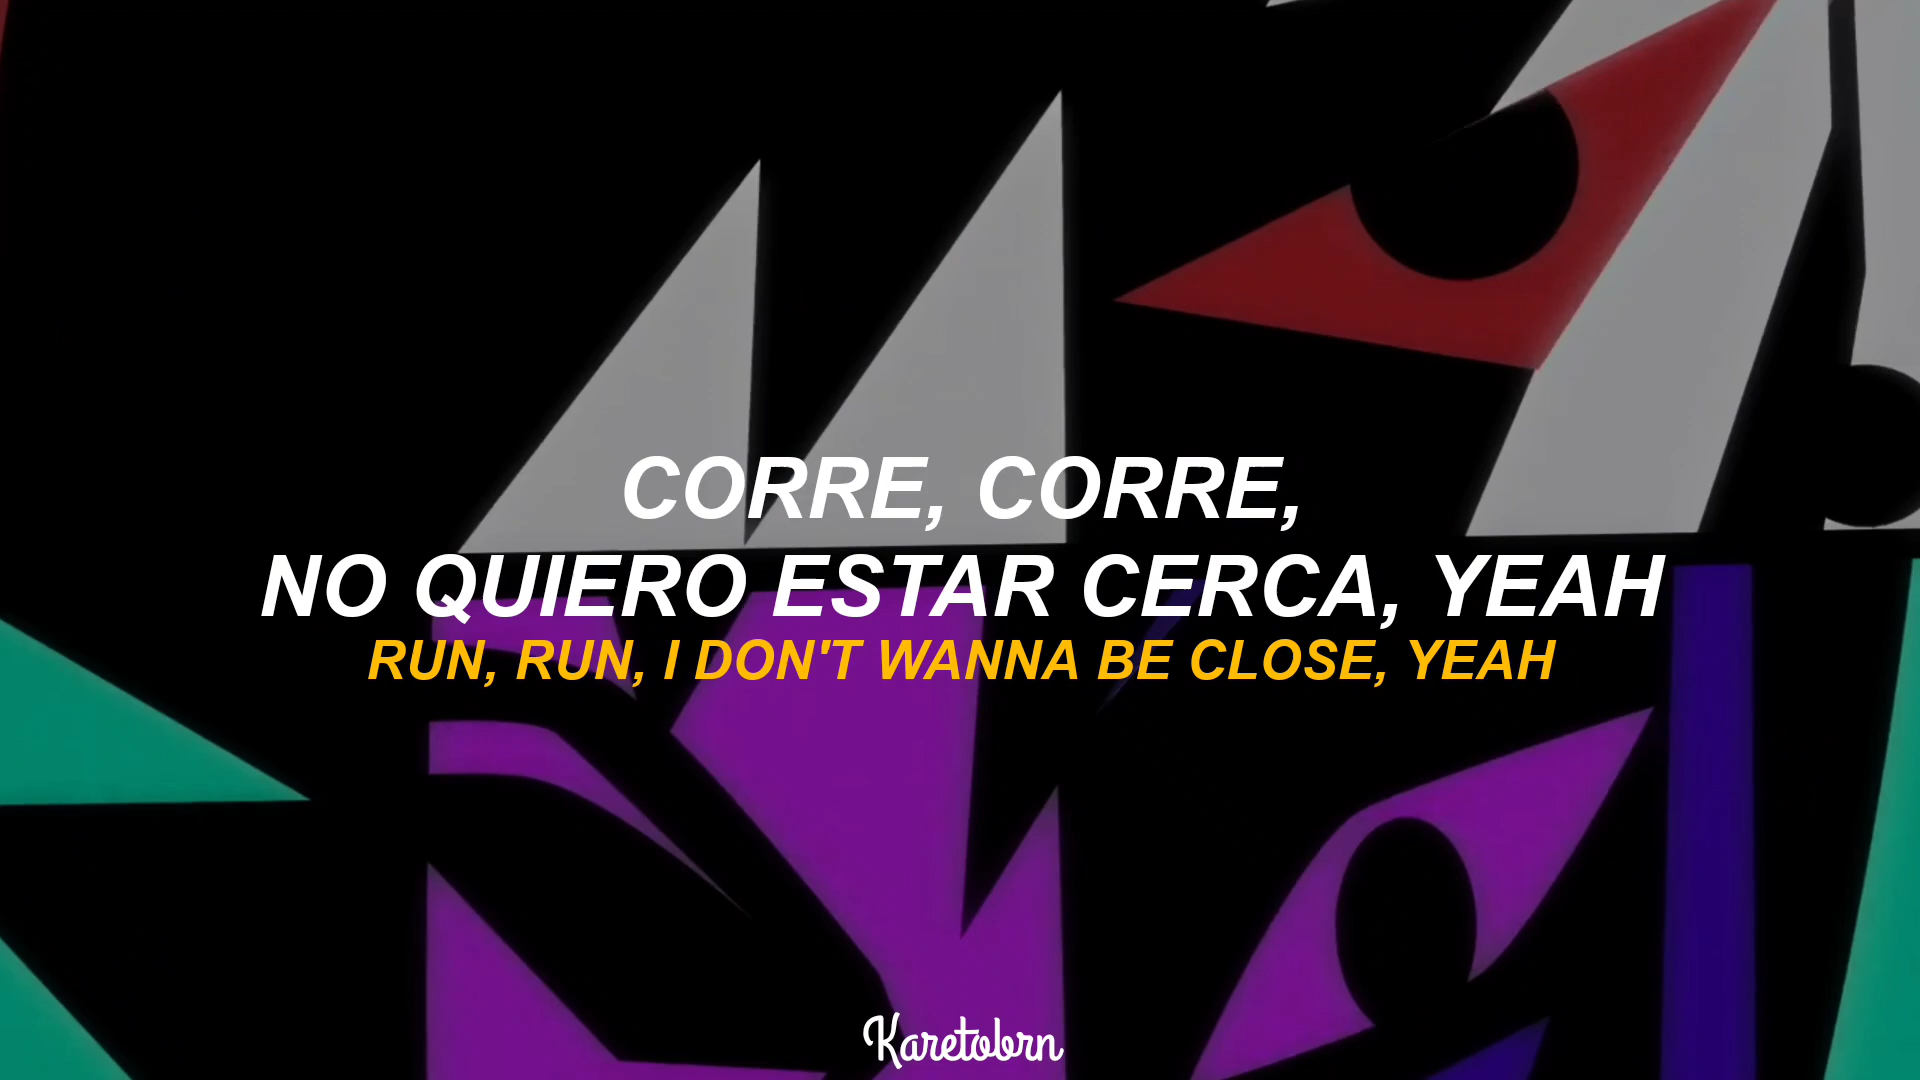 CORRE, CORRE,
NO QUIERO ESTAR CERCA, YEAH
RUN, RUN, I DON'T WANNA BE CLOSE, YEAH
Karetobrn